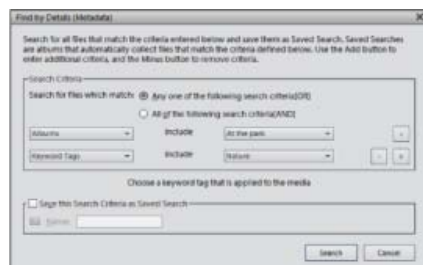 Find by Details (Metadata)
Search for all files that match the criteria entered below and save them as Saved Search. Saved Searches
are albums that automatically collect files that match the criteria defined below. Use the Add button to
enter additional criteria, and the Minus button to remove criteria.
Search Criteria
Search for files which match: Any one of the following search criteria(OR)
All of the following search criteria(AND)
Albums Include At the park
Keyword Tags Include Nature
Choose a keyword tag that is applied to the media
Save this Search Criteria as Saved Search
Name:
Search Cancel